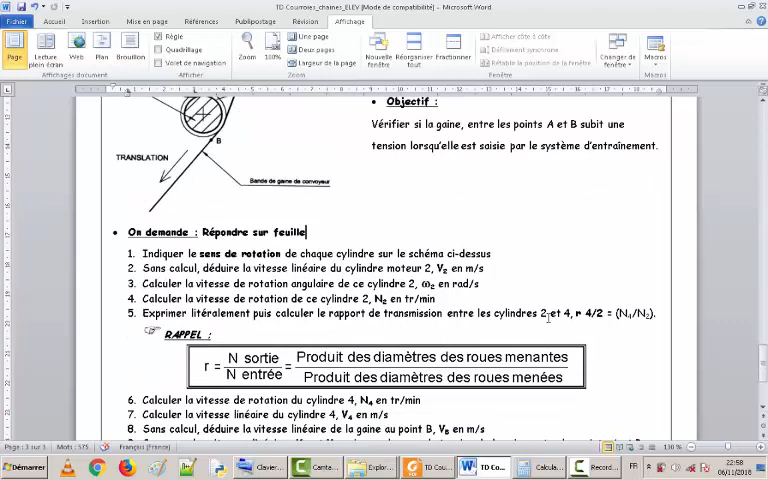 TD Courroies_chaines_ELEV [Mode de compatibilité] - Microsoft Word
Fichier Accueil Insertion Mise en page Références Publipostage Révision Affichage
Page
Lecture plein écran
Web
Plan
Brouillon
Affichages document
Règle
Quadrillage
Volet de navigation
Afficher
Zoom
100%
Une page
Deux pages
Largeur de la page
Zoom
Nouvelle fenêtre
Réorganiser tout
Fractionner
Afficher côte à côte
Défilement synchrone
Rétablir la position de la fenêtre
Fenêtre
Changer de fenêtre
Macros
Macros
4
B
TRANSLATION
Bande de gaine de convoyeur
• Objectif :
Vérifier si la gaine, entre les points A et B subit une
tension lorsqu'elle est saisie par le système d'entraînement.
• On demande : Répondre sur feuille
1. Indiquer le sens de rotation de chaque cylindre sur le schéma ci-dessus
2. Sans calcul, déduire la vitesse linéaire du cylindre moteur 2, V₂ en m/s
3. Calculer la vitesse de rotation angulaire de ce cylindre 2, ω₂ en rad/s
4. Calculer la vitesse de rotation de ce cylindre 2, N₂ en tr/min
5. Exprimer litéralement puis calculer le rapport de transmission entre les cylindres 2 et 4, r 4/2 = (N₄/N₂).
RAPPEL :
r = N sortie / N entrée = Produit des diamètres des roues menantes / Produit des diamètres des roues menées
6. Calculer la vitesse de rotation du cylindre 4, N₄ en tr/min
7. Calculer la vitesse linéaire du cylindre 4, V₄ en m/s
8. Sans calcul, déduire la vitesse linéaire de la gaine au point B, V_B en m/s
Page : 3 sur 3 Mots : 575 Français (France) 130 %
Démarrer Clavier... Camta... Explor... TD Cou... TD Co... Calcula... Record... FR 22:58
06/11/2018